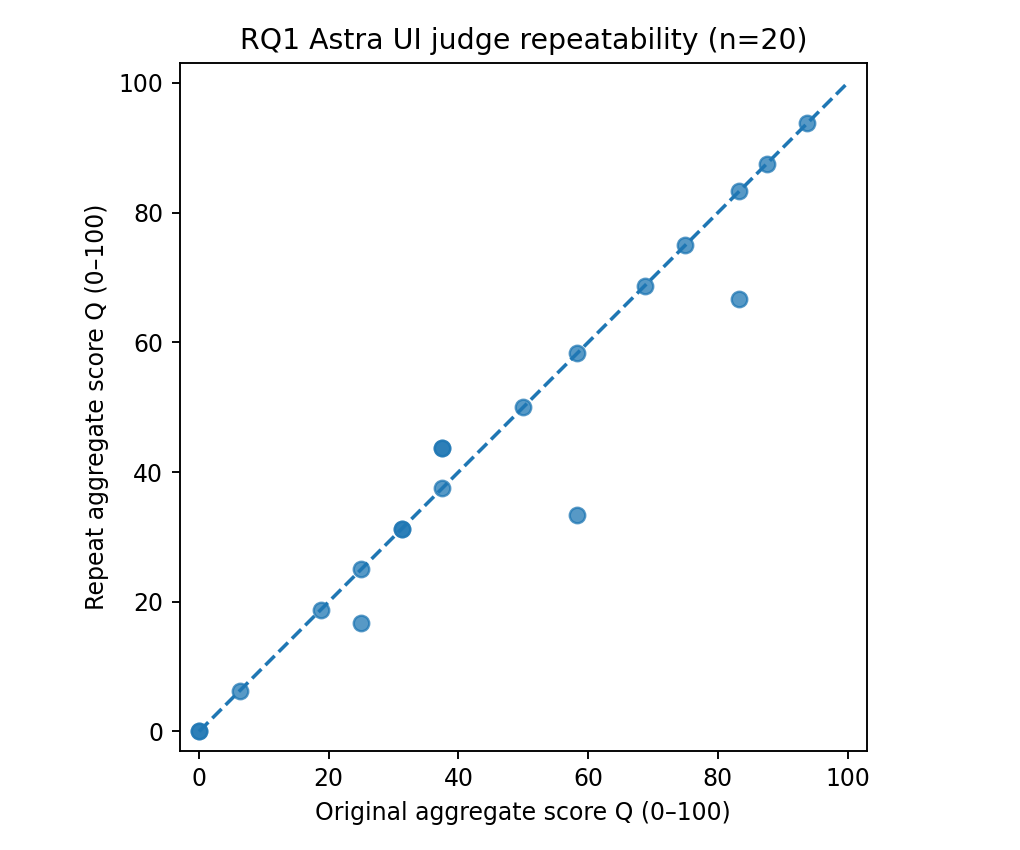 RQ1 Astra UI judge repeatability (n=20)
100
80
60
40
20
0
Repeat aggregate score Q (0–100)
0 20 40 60 80 100
Original aggregate score Q (0–100)